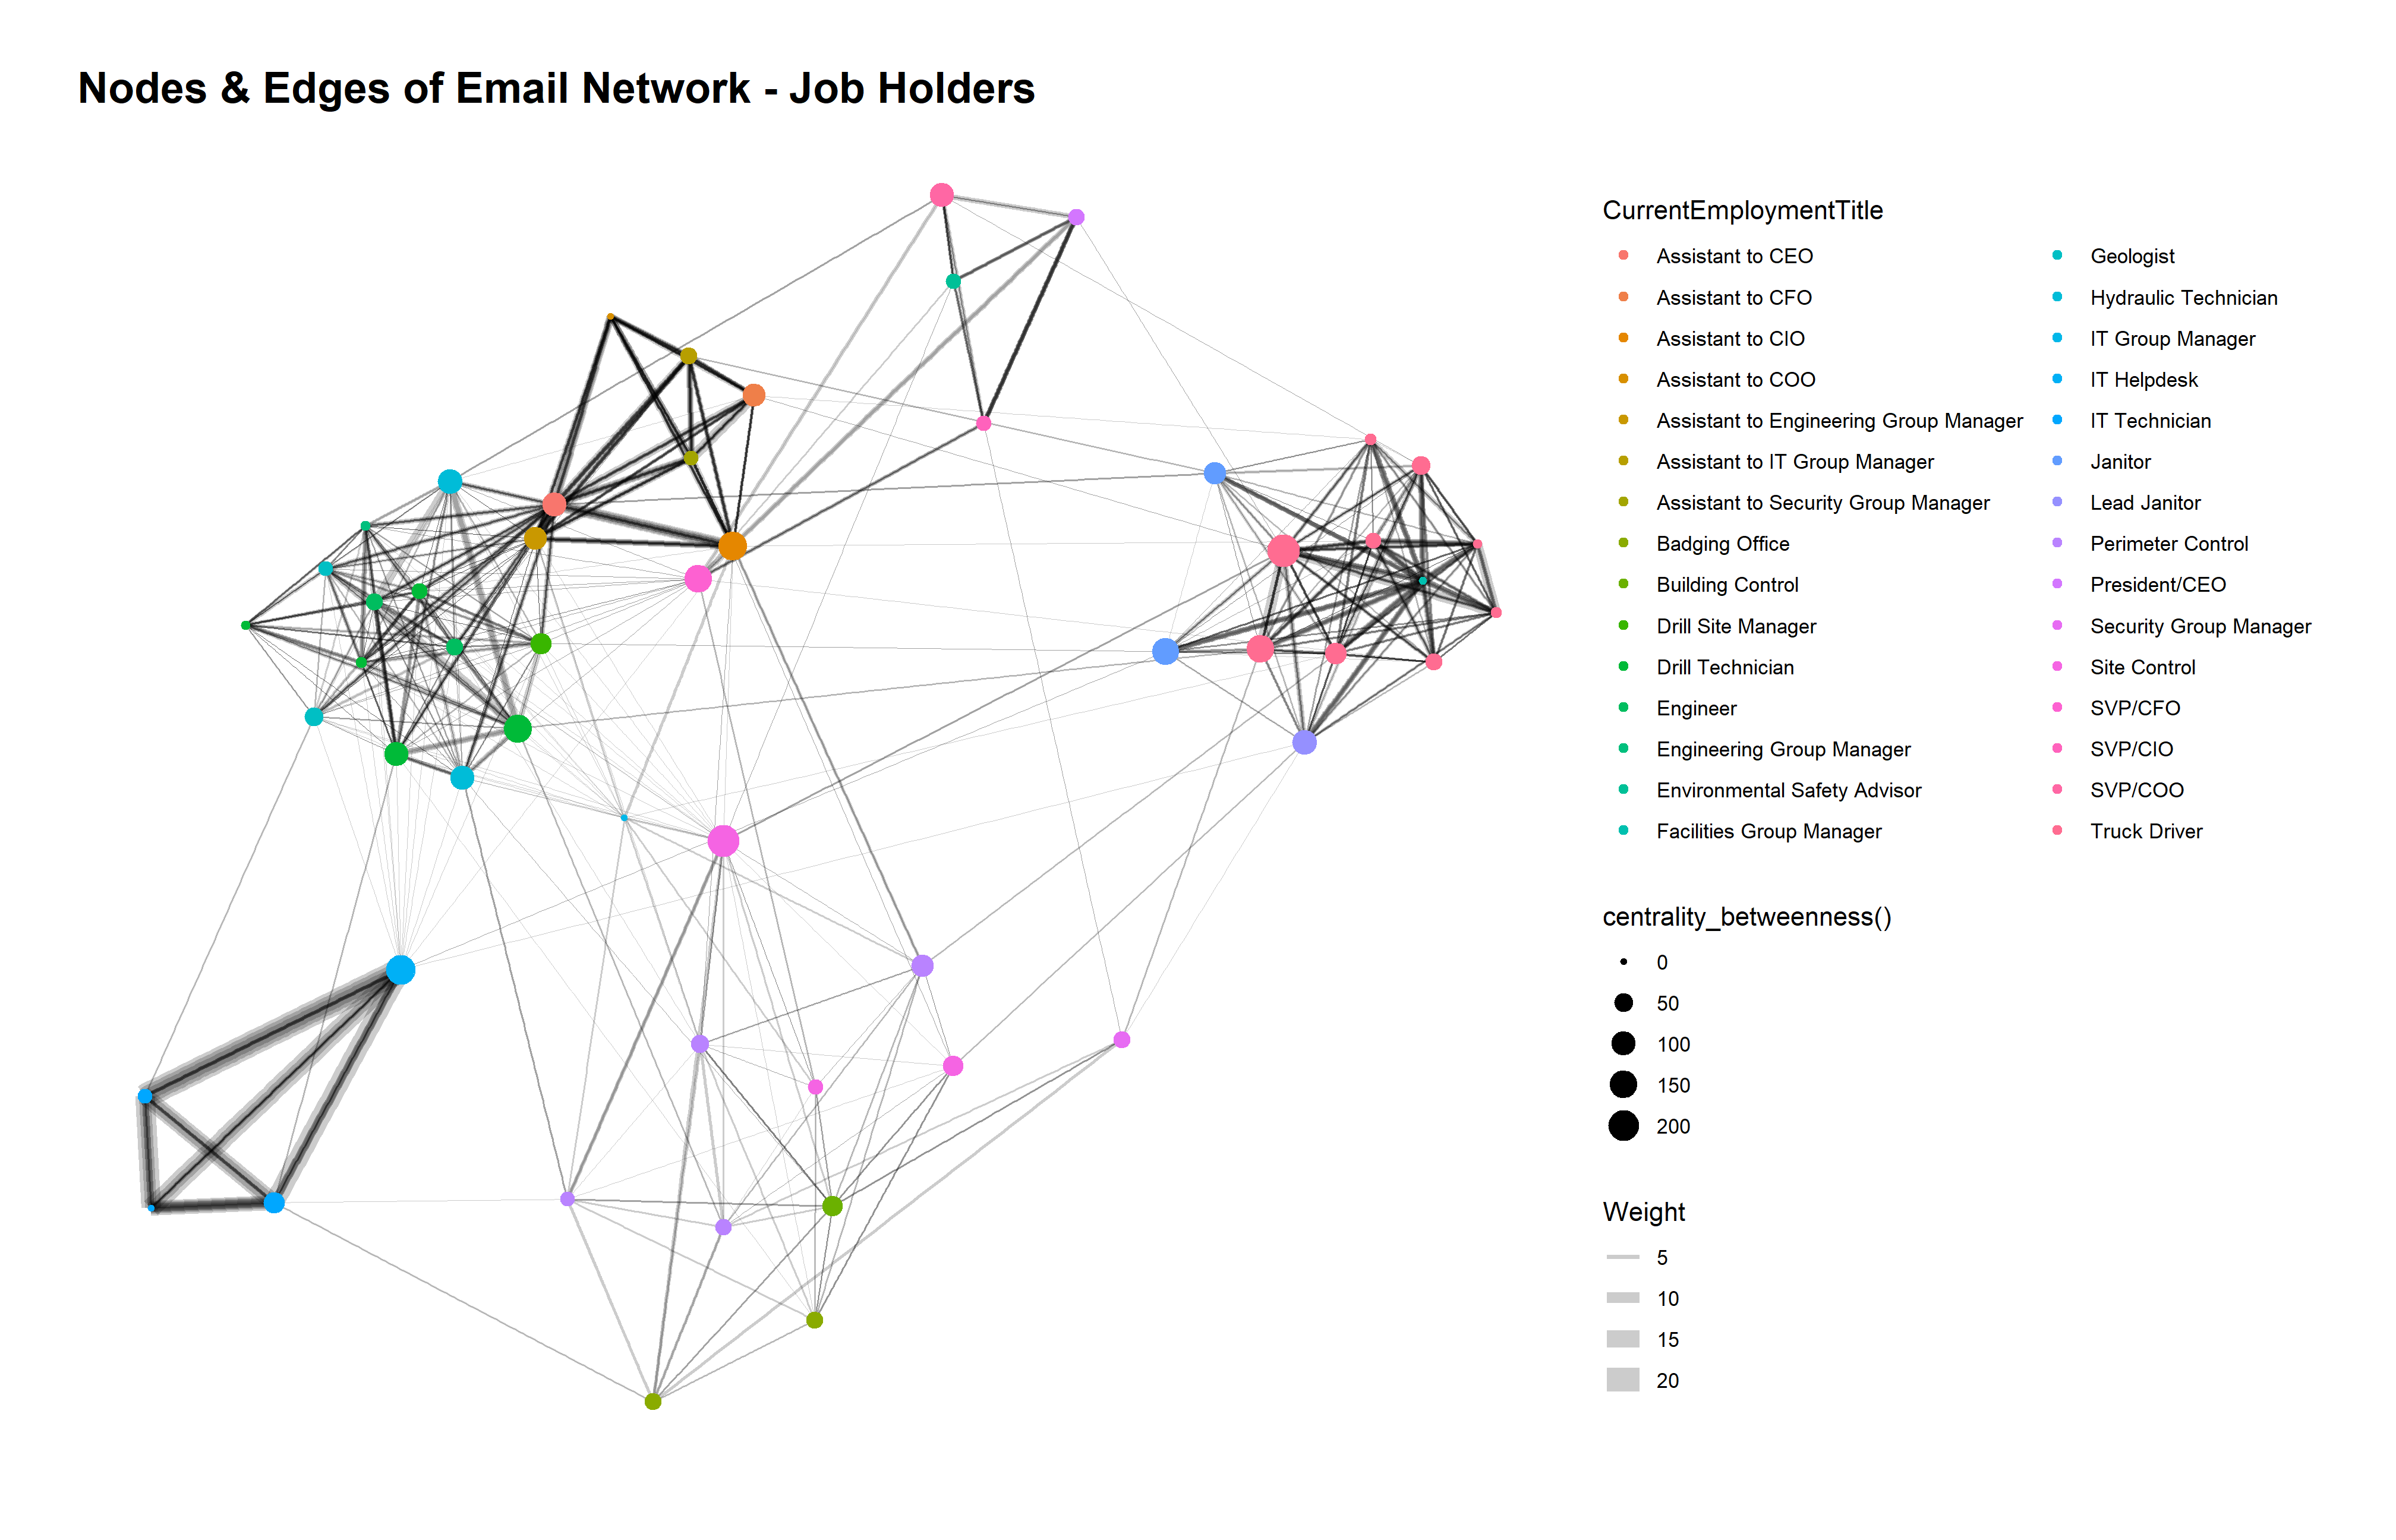 Nodes & Edges of Email Network - Job Holders
CurrentEmploymentTitle
Assistant to CEO
Assistant to CFO
Assistant to CIO
Assistant to COO
Assistant to Engineering Group Manager
Assistant to IT Group Manager
Assistant to Security Group Manager
Badging Office
Building Control
Drill Site Manager
Drill Technician
Engineer
Engineering Group Manager
Environmental Safety Advisor
Facilities Group Manager
Geologist
Hydraulic Technician
IT Group Manager
IT Helpdesk
IT Technician
Janitor
Lead Janitor
Perimeter Control
President/CEO
Security Group Manager
Site Control
SVP/CFO
SVP/CIO
SVP/COO
Truck Driver
centrality_betweenness()
0
50
100
150
200
Weight
5
10
15
20